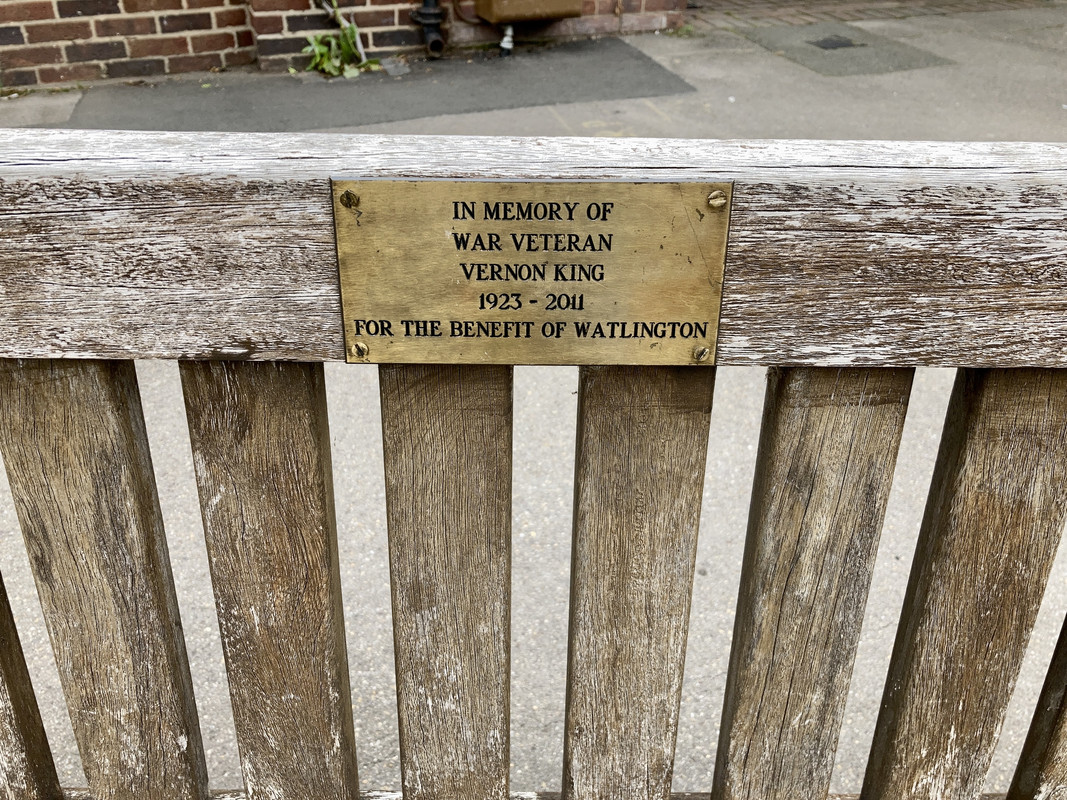 IN MEMORY OF
WAR VETERAN
VERNON KING
1923 - 2011
FOR THE BENEFIT OF WATLINGTON